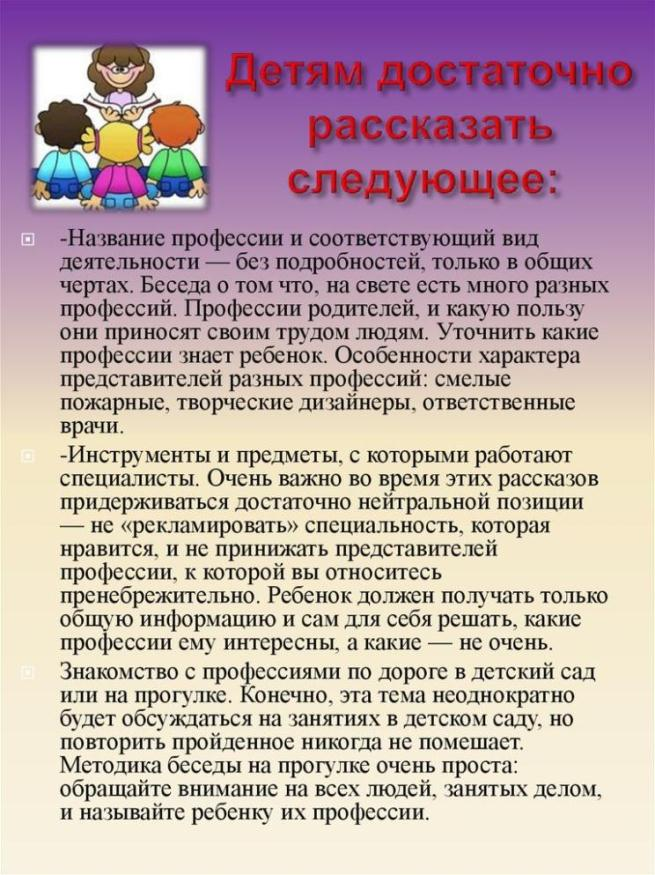 Детям достаточно
рассказать
следующее:
-Название профессии и соответствующий вид
деятельности — без подробностей, только в общих
чертах. Беседа о том что, на свете есть много разных
профессий. Профессии родителей, и какую пользу
они приносят своим трудом людям. Уточнить какие
профессии знает ребенок. Особенности характера
представителей разных профессий: смелые
пожарные, творческие дизайнеры, ответственные
врачи.
-Инструменты и предметы, с которыми работают
специалисты. Очень важно во время этих рассказов
придерживаться достаточно нейтральной позиции
— не «рекламировать» специальность, которая
нравится, и не принижать представителей
профессии, к которой вы относитесь
пренебрежительно. Ребенок должен получать только
общую информацию и сам для себя решать, какие
профессии ему интересны, а какие — не очень.
Знакомство с профессиями по дороге в детский сад
или на прогулке. Конечно, эта тема неоднократно
будет обсуждаться на занятиях в детском саду, но
повторить пройденное никогда не помешает.
Методика беседы на прогулке очень проста:
обращайте внимание на всех людей, занятых делом,
и называйте ребенку их профессии.